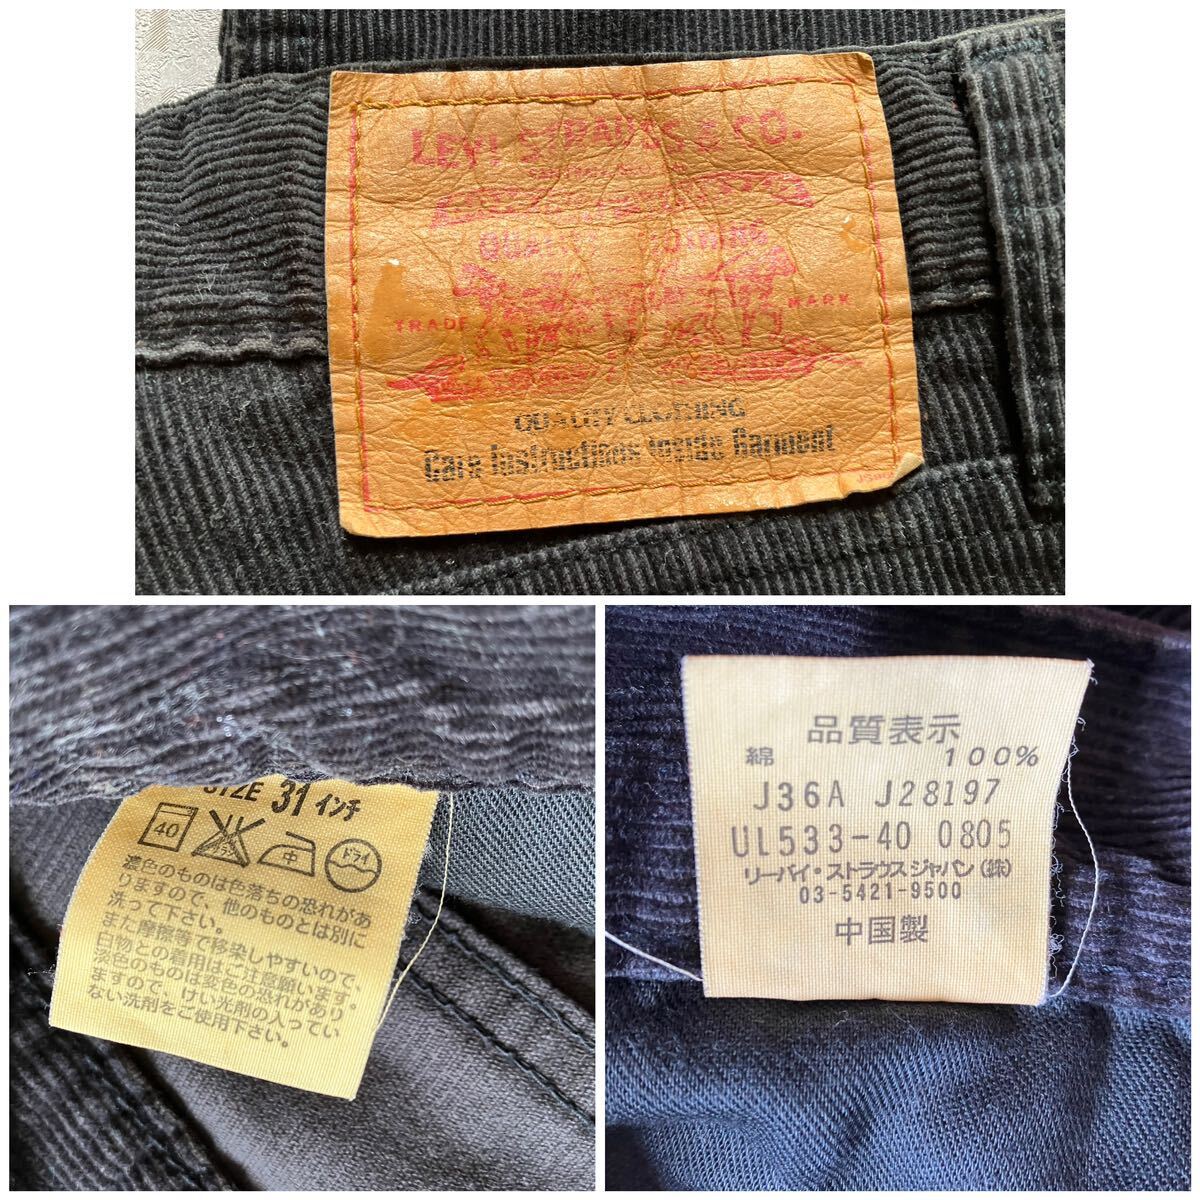 LEVI STRAUSS & CO.
QUALITY CLOTHING
TRADE MARK
QUALITY CLOTHING
Care Instructions Inside Garment
SIZE 31 インチ
40 中 ドライ
濃色のものは色落ちの恐れがあ
りますので、他のものとは別に
洗って下さい。
また摩擦等で移染しやすいので、
白物との着用はご注意願います。
淡色のものは変色の恐れがあり
ますので、けい光剤の入ってい
ない洗剤をご使用下さい。
品質表示
綿 100%
J36A J28197
UL533-40 0805
リーバイ・ストラウス ジャパン(株)
03-5421-9500
中国製